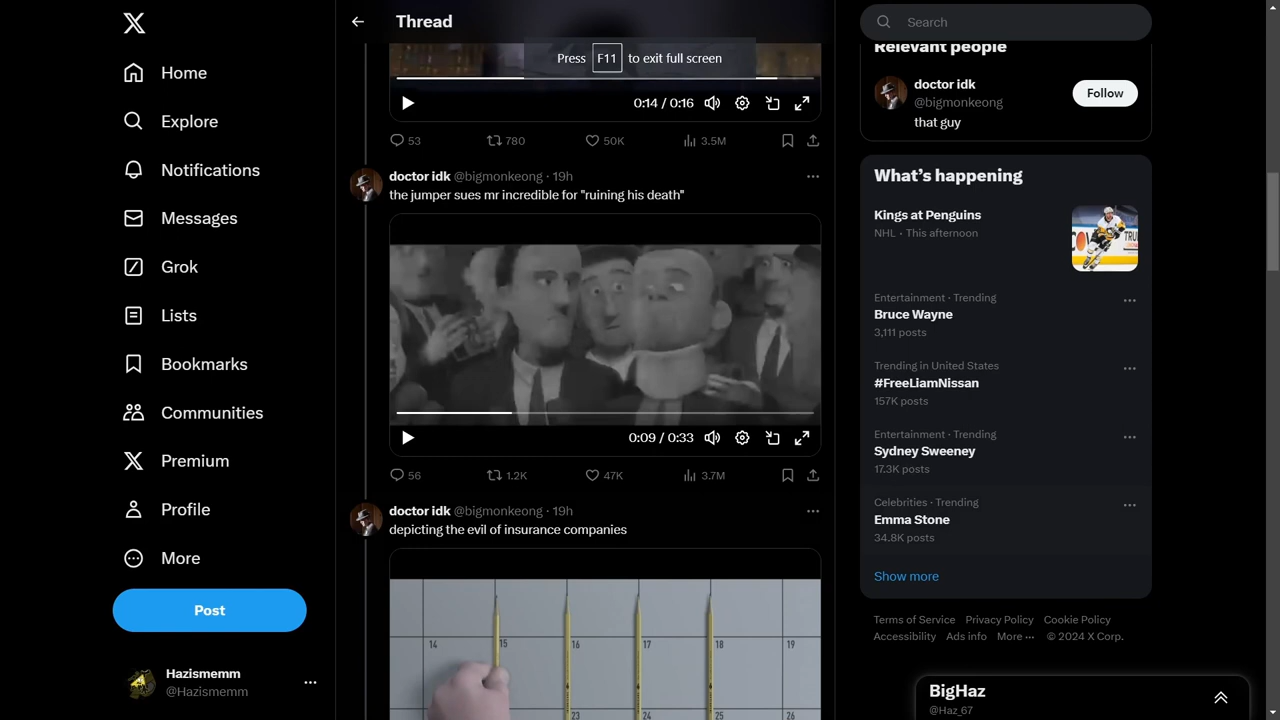 Home
Explore
Notifications
Messages
Grok
Lists
Bookmarks
Communities
Premium
Profile
More
Post
Hazismemm
@Hazismemm
Thread
Press F11 to exit full screen
0:14 / 0:16
53 780 50K 3.5M
doctor idk @bigmonkeong · 19h
the jumper sues mr incredible for "ruining his death"
0:09 / 0:33
56 1.2K 47K 3.7M
doctor idk @bigmonkeong · 19h
depicting the evil of insurance companies
14 15 16 17 18 19
23 24 25 26
Search
Relevant people
doctor idk
@bigmonkeong
Follow
that guy
What's happening
Kings at Penguins
NHL · This afternoon
Entertainment · Trending
Bruce Wayne
3,111 posts
Trending in United States
#FreeLiamNissan
157K posts
Entertainment · Trending
Sydney Sweeney
17.3K posts
Celebrities · Trending
Emma Stone
34.8K posts
Show more
Terms of Service Privacy Policy Cookie Policy
Accessibility Ads info More ··· © 2024 X Corp.
BigHaz
@Haz_67